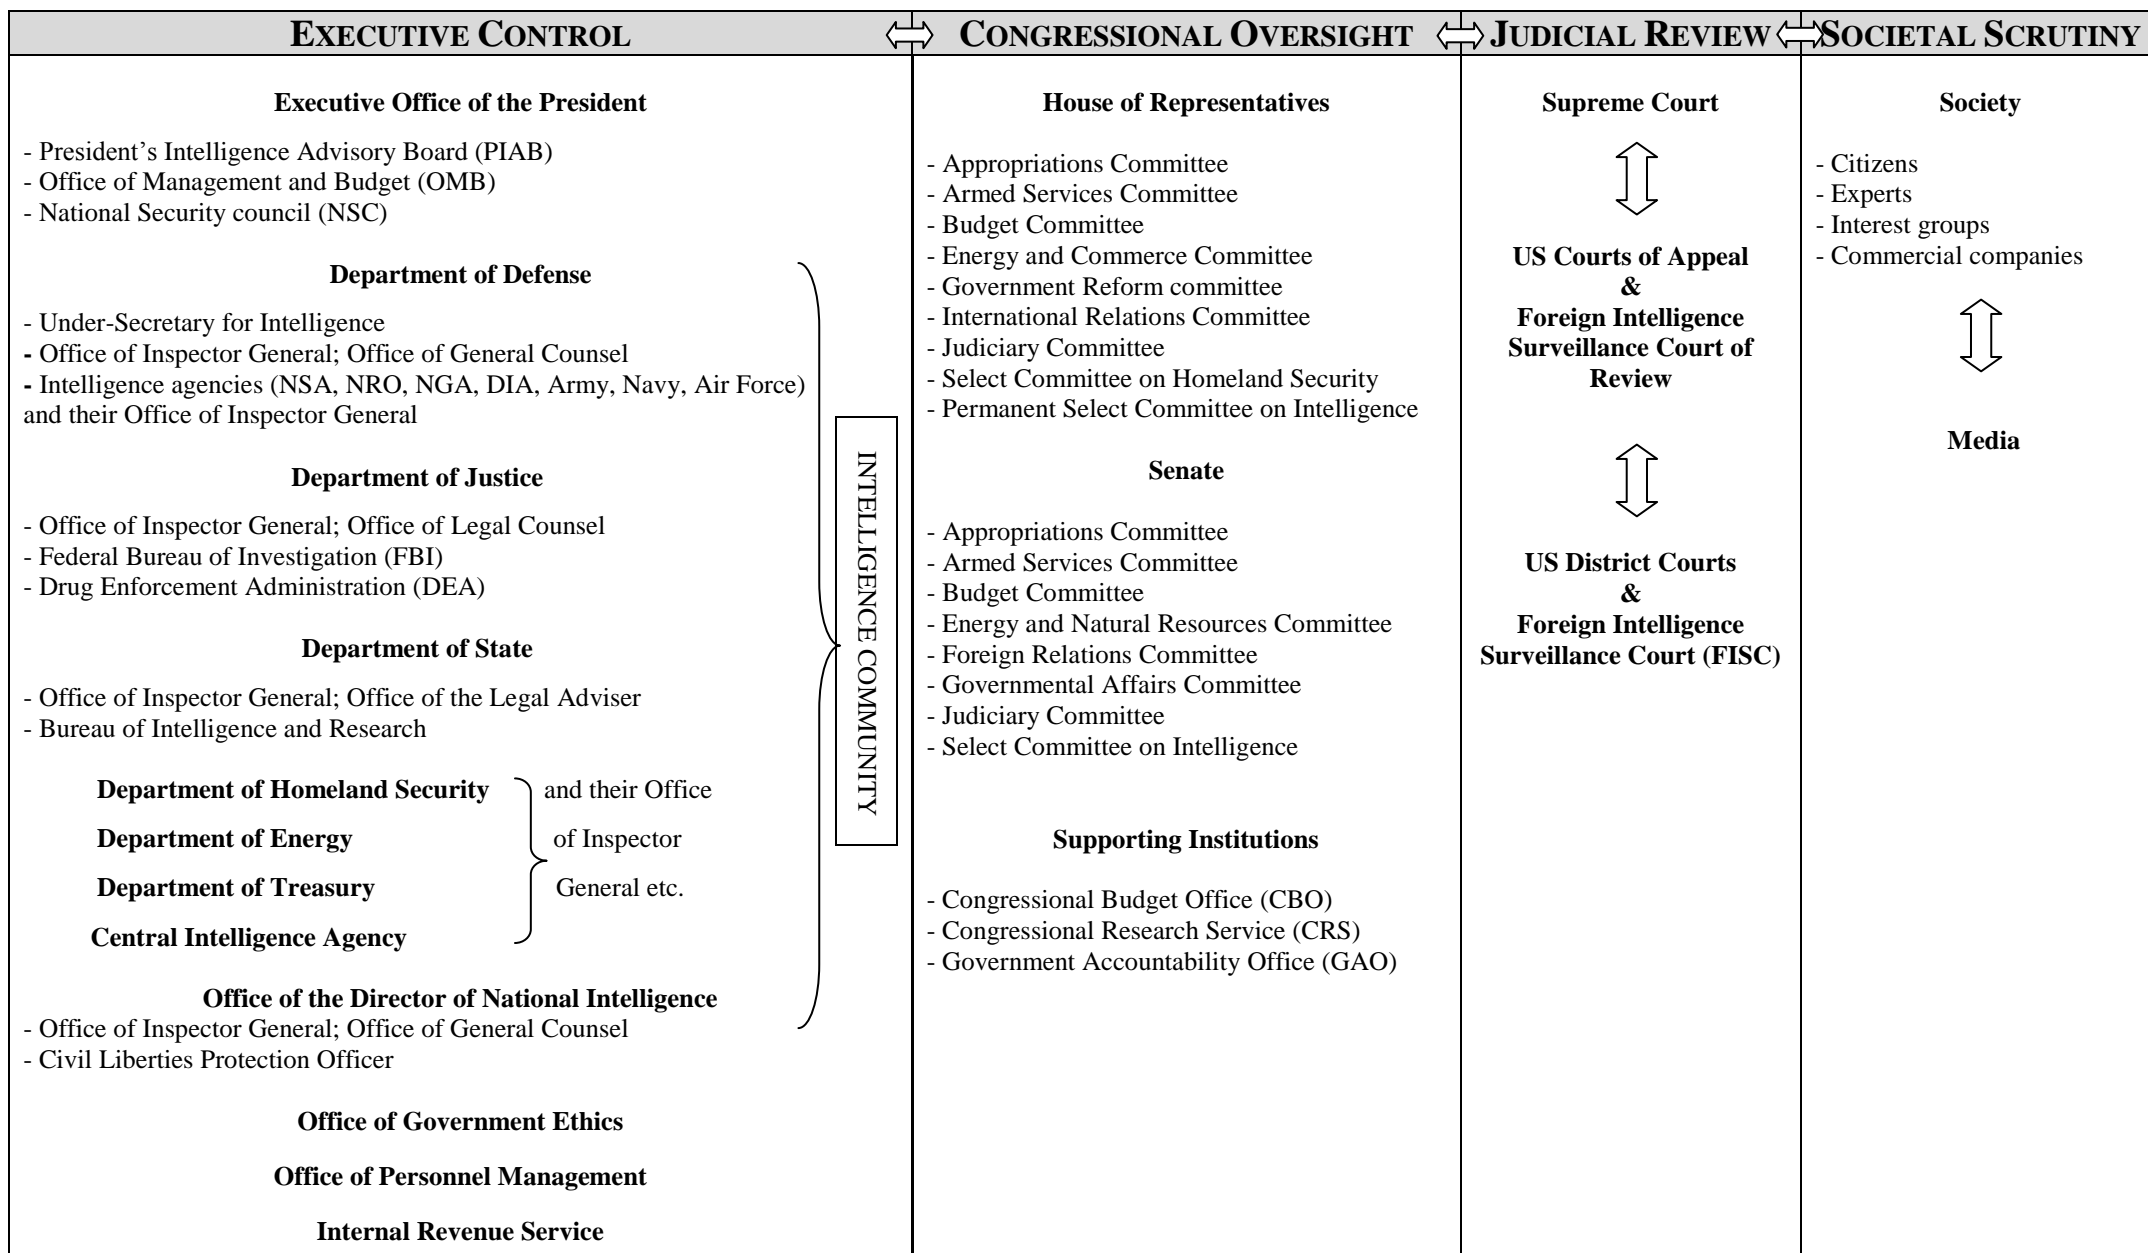 EXECUTIVE CONTROL
CONGRESSIONAL OVERSIGHT
JUDICIAL REVIEW
SOCIETAL SCRUTINY
Executive Office of the President
- President’s Intelligence Advisory Board (PIAB)
- Office of Management and Budget (OMB)
- National Security council (NSC)
Department of Defense
- Under-Secretary for Intelligence
- Office of Inspector General; Office of General Counsel
- Intelligence agencies (NSA, NRO, NGA, DIA, Army, Navy, Air Force)
and their Office of Inspector General
Department of Justice
- Office of Inspector General; Office of Legal Counsel
- Federal Bureau of Investigation (FBI)
- Drug Enforcement Administration (DEA)
Department of State
- Office of Inspector General; Office of the Legal Adviser
- Bureau of Intelligence and Research
Department of Homeland Security and their Office
Department of Energy of Inspector
Department of Treasury General etc.
Central Intelligence Agency
Office of the Director of National Intelligence
- Office of Inspector General; Office of General Counsel
- Civil Liberties Protection Officer
Office of Government Ethics
Office of Personnel Management
Internal Revenue Service
INTELLIGENCE COMMUNITY
House of Representatives
- Appropriations Committee
- Armed Services Committee
- Budget Committee
- Energy and Commerce Committee
- Government Reform committee
- International Relations Committee
- Judiciary Committee
- Select Committee on Homeland Security
- Permanent Select Committee on Intelligence
Senate
- Appropriations Committee
- Armed Services Committee
- Budget Committee
- Energy and Natural Resources Committee
- Foreign Relations Committee
- Governmental Affairs Committee
- Judiciary Committee
- Select Committee on Intelligence
Supporting Institutions
- Congressional Budget Office (CBO)
- Congressional Research Service (CRS)
- Government Accountability Office (GAO)
Supreme Court
US Courts of Appeal
&
Foreign Intelligence
Surveillance Court of
Review
US District Courts
&
Foreign Intelligence
Surveillance Court (FISC)
Society
- Citizens
- Experts
- Interest groups
- Commercial companies
Media